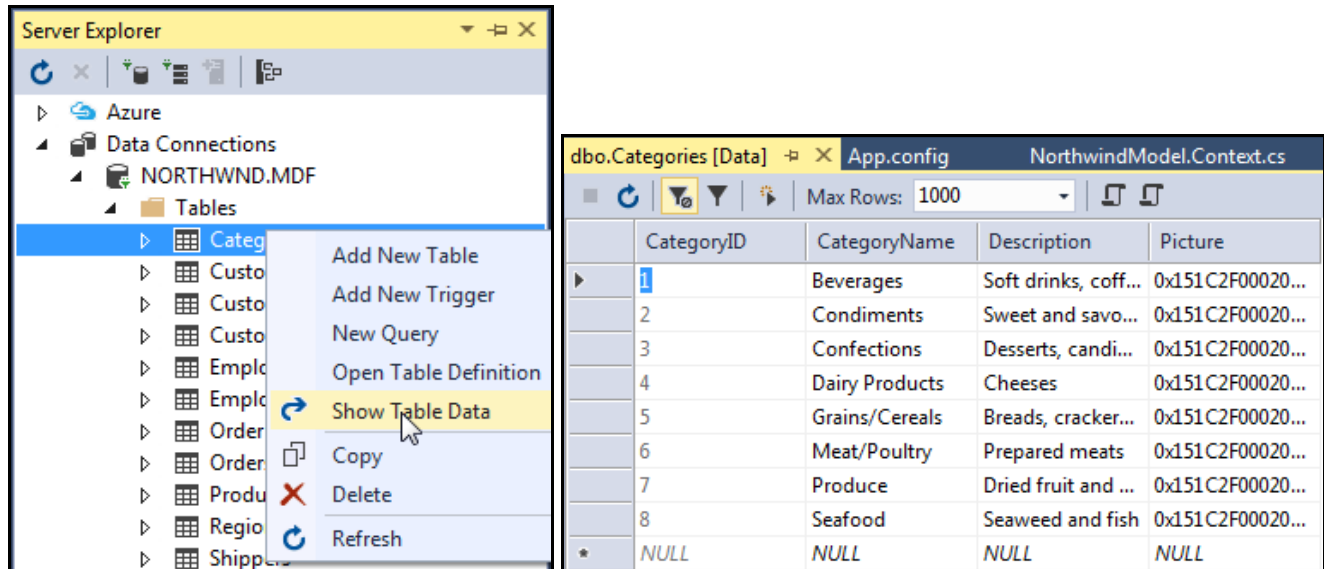 Server Explorer
Azure
Data Connections
NORTHWND.MDF
Tables
Categ
Custo
Custo
Custo
Emplo
Emplo
Order
Order
Produ
Regio
Shippers
Add New Table
Add New Trigger
New Query
Open Table Definition
Show Table Data
Copy
Delete
Refresh
dbo.Categories [Data] App.config NorthwindModel.Context.cs
Max Rows: 1000
CategoryID CategoryName Description Picture
1 Beverages Soft drinks, coff... 0x151C2F00020...
2 Condiments Sweet and savo... 0x151C2F00020...
3 Confections Desserts, candi... 0x151C2F00020...
4 Dairy Products Cheeses 0x151C2F00020...
5 Grains/Cereals Breads, cracker... 0x151C2F00020...
6 Meat/Poultry Prepared meats 0x151C2F00020...
7 Produce Dried fruit and ... 0x151C2F00020...
8 Seafood Seaweed and fish 0x151C2F00020...
NULL NULL NULL NULL